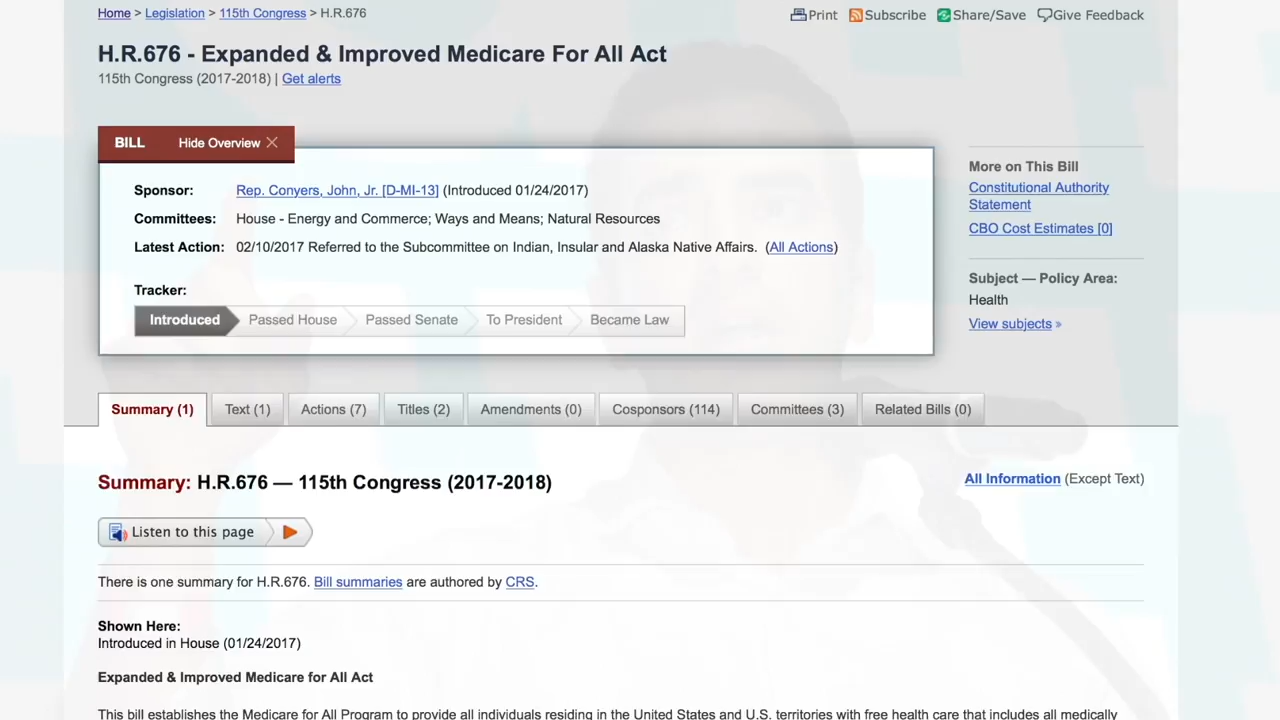 Home > Legislation > 115th Congress > H.R.676
Print Subscribe Share/Save Give Feedback
H.R.676 - Expanded & Improved Medicare For All Act
115th Congress (2017-2018) | Get alerts
BILL Hide Overview ×
Sponsor: Rep. Conyers, John, Jr. [D-MI-13] (Introduced 01/24/2017)
Committees: House - Energy and Commerce; Ways and Means; Natural Resources
Latest Action: 02/10/2017 Referred to the Subcommittee on Indian, Insular and Alaska Native Affairs. (All Actions)
Tracker:
Introduced Passed House Passed Senate To President Became Law
More on This Bill
Constitutional Authority
Statement
CBO Cost Estimates [0]
Subject — Policy Area:
Health
View subjects »
Summary (1) Text (1) Actions (7) Titles (2) Amendments (0) Cosponsors (114) Committees (3) Related Bills (0)
Summary: H.R.676 — 115th Congress (2017-2018)
All Information (Except Text)
Listen to this page
There is one summary for H.R.676. Bill summaries are authored by CRS.
Shown Here:
Introduced in House (01/24/2017)
Expanded & Improved Medicare for All Act
This bill establishes the Medicare for All Program to provide all individuals residing in the United States and U.S. territories with free health care that includes all medically